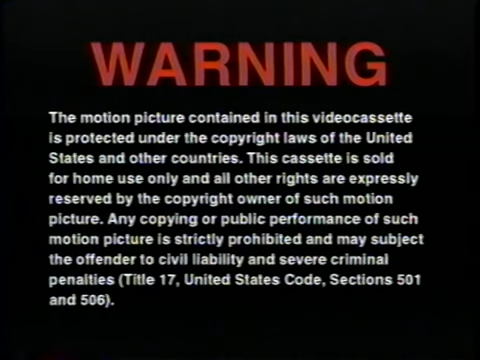 WARNING
The motion picture contained in this videocassette
is protected under the copyright laws of the United
States and other countries. This cassette is sold
for home use only and all other rights are expressly
reserved by the copyright owner of such motion
picture. Any copying or public performance of such
motion picture is strictly prohibited and may subject
the offender to civil liability and severe criminal
penalties (Title 17, United States Code, Sections 501
and 506).